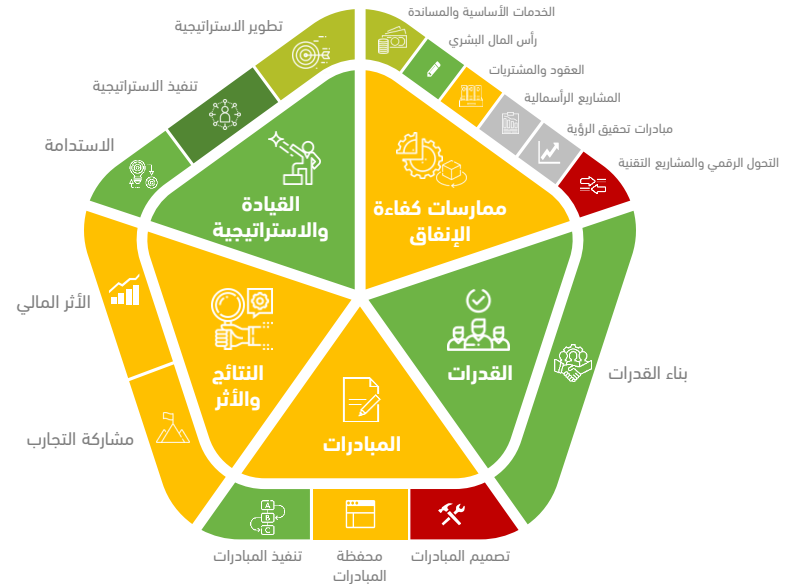 الخدمات الأساسية والمساندة
رأس المال البشري
العقود والمشتريات
المشاريع الرأسمالية
مبادرات تحقيق الرؤية
التحول الرقمي والمشاريع التقنية
تطوير الاستراتيجية
تنفيذ الاستراتيجية
الاستدامة
ممارسات كفاءة
الإنفاق
القيادة
والاستراتيجية
القدرات
بناء القدرات
النتائج
والأثر
الأثر المالي
مشاركة التجارب
المبادرات
A
B
C
تصميم المبادرات
محفظة
المبادرات
تنفيذ المبادرات